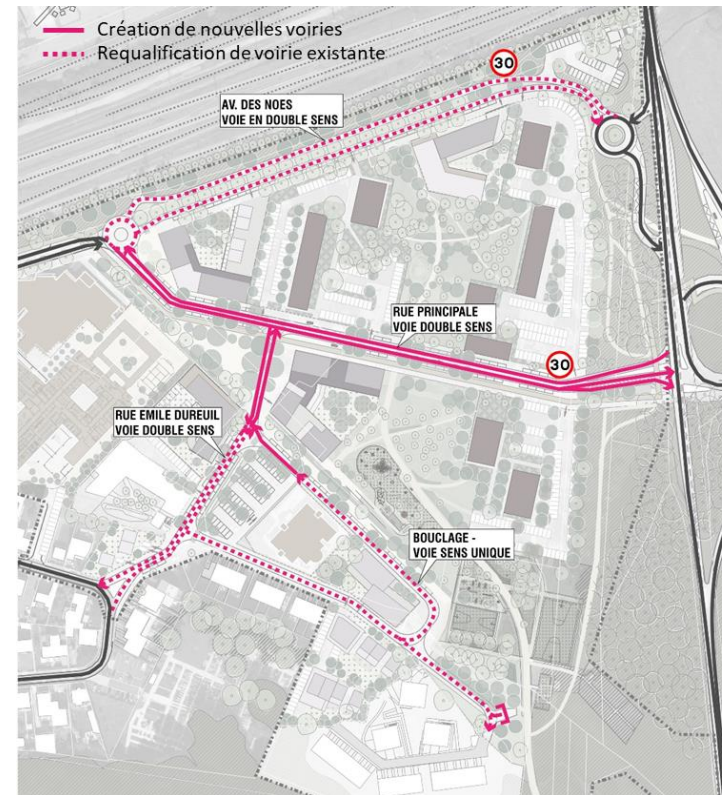 Création de nouvelles voiries
Requalification de voirie existante
30
AV. DES NOES
VOIE EN DOUBLE SENS
RUE PRINCIPALE
VOIE DOUBLE SENS
30
RUE EMILE DUREUIL
VOIE DOUBLE SENS
BOUCLAGE -
VOIE SENS UNIQUE